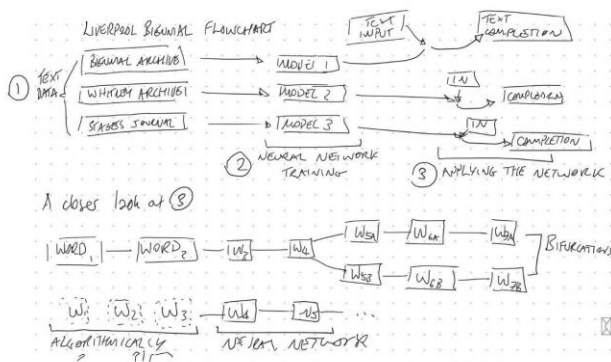 LIVERPOOL BIENNIAL FLOWCHART
TEXT INPUT
TEXT COMPLETION
1 TEXT DATA
BIENNIAL ARCHIVE
MODEL 1
WHITNEY ARCHIVE
MODEL 2
IN
COMPLETION
STAGES JOURNAL
MODEL 3
IN
COMPLETION
2 NEURAL NETWORK TRAINING
3 APPLYING THE NETWORK
A closer look at 3
WORD1 WORD2 W3 W4
W5A W6A W7A
W5B W6B W7B
BIFURCATIONS
W1 W2 W3 W4 W5 ...
ALGORITHMICALLY
NEURAL NETWORK